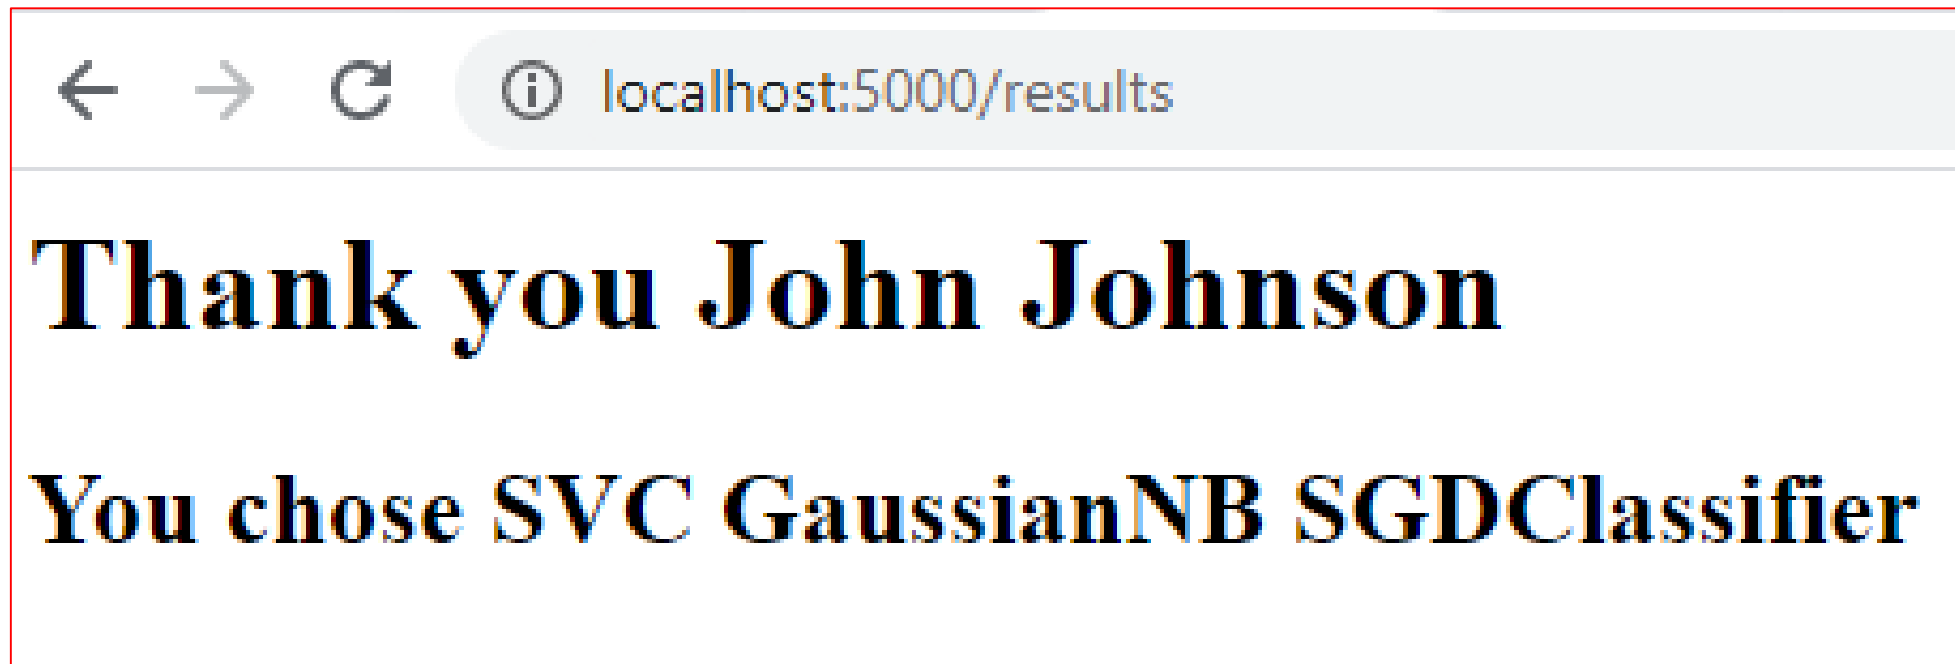 localhost:5000/results
Thank you John Johnson
You chose SVC GaussianNB SGDClassifier